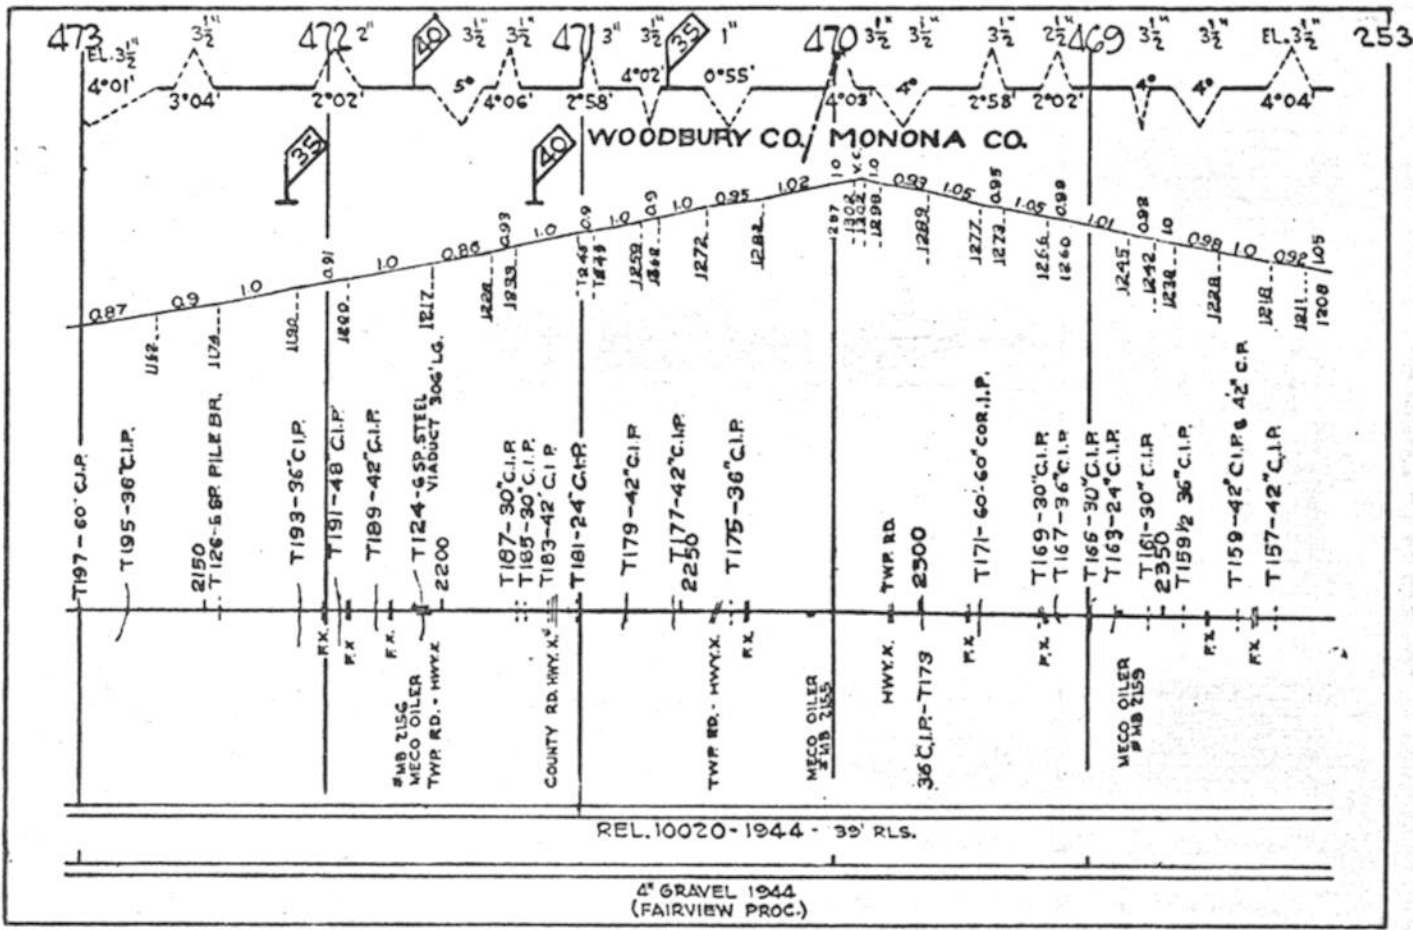 473 3½" 472 2" 40 3½" 3½" 471 3" 3½" 35 1" 470 3½" 3½" 3½" 2½" 469 3½" 3½" EL.3½" 253
EL.3½"
4°01' 3°04' 2°02' 5° 4°06' 2°58' 4°02' 0°55' 4°03' 4° 2°58' 2°02' 4° 4° 4°04'
35 40 WOODBURY CO. / MONONA CO.
0.87 0.9 1.0 0.91 1.0 0.86 0.93 1.0 0.9 1.0 0.9 1.0 0.95 1.02 1.0 V.C. 1.0 0.93 1.05 0.95 1.05 0.99 1.01 0.98 1.0 0.98 1.0 0.92 1.05
1162 1174 1190 1200 1217 1228 1233 1245 1259 1262 1272 1282 1302 1302 1298 1289 1277 1273 1266 1260 1245 1242 1238 1228 1218 1211 1208
T197-60" C.I.P.
T195-36" C.I.P.
2150
T126-6 SP. PILE BR.
T193-36" C.I.P.
T191-48 C.I.P.
T189-42" C.I.P.
T124-6 SP. STEEL
VIADUCT 306' LG.
2200
T187-30" C.I.P.
T185-30" C.I.P.
T183-42" C.I.P.
T181-24" C.I.P.
T179-42" C.I.P.
T177-42" C.I.P.
2250
T175-36" C.I.P.
TWP. RD.
2300
T171-60'-60" COR.I.P.
T169-30" C.I.P.
T167-36" C.I.P.
T165-30" C.I.P.
T163-24" C.I.P.
T161-30" C.I.P.
2350
T159½ 36" C.I.P.
T159-42" C.I.P. & 42" C.P.
T157-42" C.I.P.
F.X.
F.X.
F.X.
#MB 2156
MECO OILER
TWP. RD. - HWY.X
COUNTY RD. HWY. X.
TWP. RD. - HWY. X.
F.X.
MECO OILER
#MB 2155
HWY.X.
36 C.I.P.-T173
F.X.
F.X.
MECO OILER
#MB 2159
F.X.
F.X.
REL.10020-1944 - 39' RLS.
4" GRAVEL 1944
(FAIRVIEW PROC.)